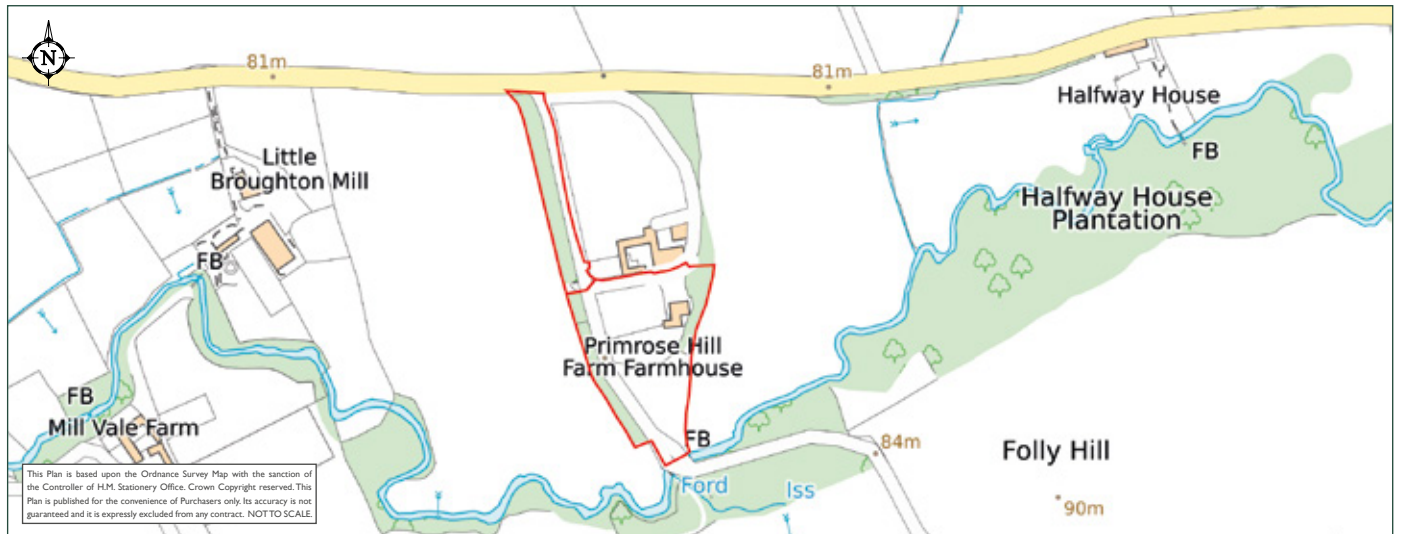 N
81m
81m
Halfway House
FB
Little
Broughton Mill
Halfway House
Plantation
FB
Primrose Hill
Farm Farmhouse
FB
Mill Vale Farm
FB
84m
Folly Hill
Ford
Iss
90m
This Plan is based upon the Ordnance Survey Map with the sanction of
the Controller of H.M. Stationery Office. Crown Copyright reserved. This
Plan is published for the convenience of Purchasers only. Its accuracy is not
guaranteed and it is expressly excluded from any contract. NOT TO SCALE.